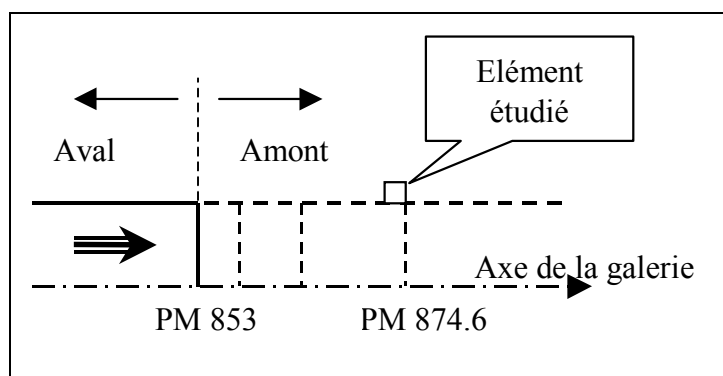 Elément
étudié
Aval
Amont
Axe de la galerie
PM 853
PM 874.6